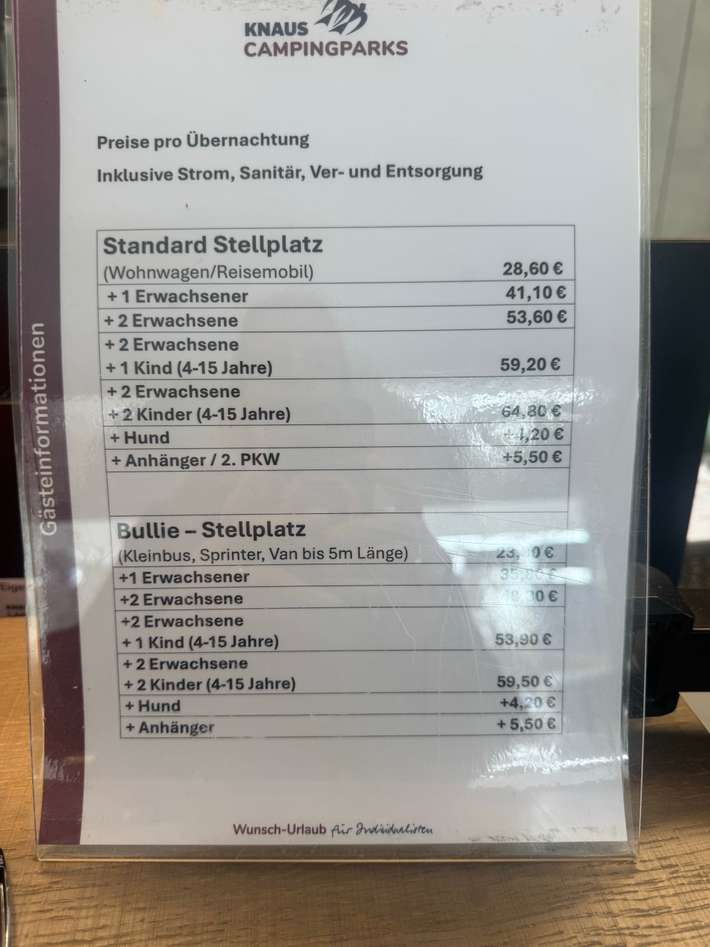 KNAUS
CAMPINGPARKS
Preise pro Übernachtung
Inklusive Strom, Sanitär, Ver- und Entsorgung
Gästeinformationen
Standard Stellplatz
(Wohnwagen/Reisemobil) 28,60 €
+ 1 Erwachsener 41,10 €
+ 2 Erwachsene 53,60 €
+ 2 Erwachsene
+ 1 Kind (4-15 Jahre) 59,20 €
+ 2 Erwachsene
+ 2 Kinder (4-15 Jahre) 64,80 €
+ Hund +4,20 €
+ Anhänger / 2. PKW +5,50 €
Bullie – Stellplatz
(Kleinbus, Sprinter, Van bis 5m Länge)
+1 Erwachsener
+2 Erwachsene
+2 Erwachsene
+ 1 Kind (4-15 Jahre) 53,90 €
+ 2 Erwachsene
+ 2 Kinder (4-15 Jahre) 59,50 €
+ Hund +4,20 €
+ Anhänger + 5,50 €
Wunsch-Urlaub für Individualisten